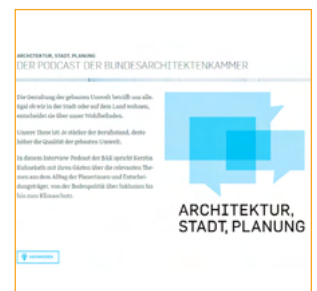 ARCHITEKTUR, STADT, PLANUNG
DER PODCAST DER BUNDESARCHITEKTENKAMMER
Die Gestaltung der gebauten Umwelt betrifft uns alle.
Egal ob wir in der Stadt oder auf dem Land wohnen,
entscheidet sie über unser Wohlbefinden.
Unsere These ist: Je stärker der Berufsstand, desto
höher die Qualität der gebauten Umwelt.
In diesem Interview-Podcast der BAK spricht Kerstin
Kuhnekath mit ihren Gästen über die relevanten The-
men aus dem Alltag der Planerinnen und Entschei-
dungsträger, von der Bodenpolitik über Inklusion bis
hin zum Klimaschutz.
ARCHITEKTUR,
STADT, PLANUNG
ABONNIEREN